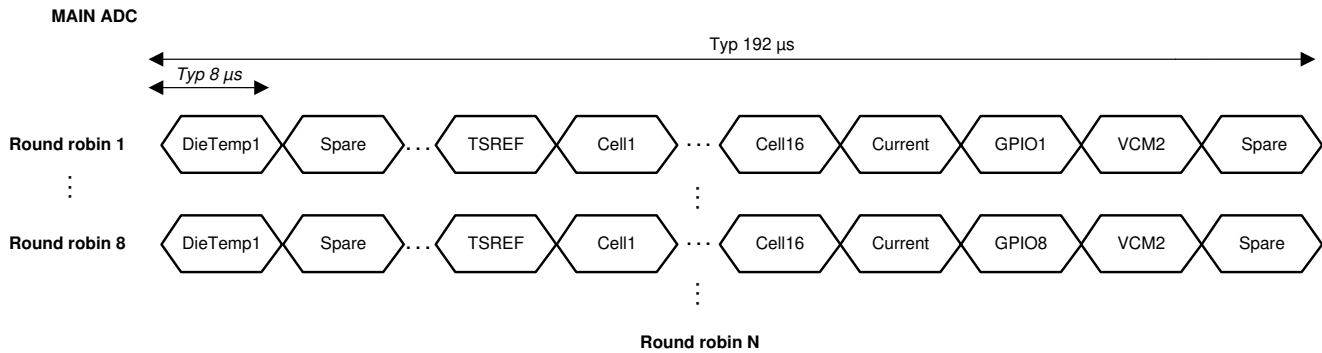 MAIN ADC
Typ 192 µs
Typ 8 µs
Round robin 1 DieTemp1 Spare ... TSREF Cell1 ... Cell16 Current GPIO1 VCM2 Spare
Round robin 8 DieTemp1 Spare ... TSREF Cell1 ... Cell16 Current GPIO8 VCM2 Spare
Round robin N